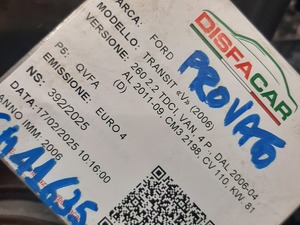 DISFACAR
MARCA: FORD
MODELLO: TRANSIT «V» (2006)
VERSIONE: 260 2.2 TDCI, VAN, 4 P., DAL 2006-04
AL 2011-09, CM3 2198, CV 110, KW 81
(D)
P5: QVFA
EMISSIONE: EURO 4
NS: 392/2025
DATA: 17/02/2025 10:16:00
ANNO IMM. 2006
PROVATO